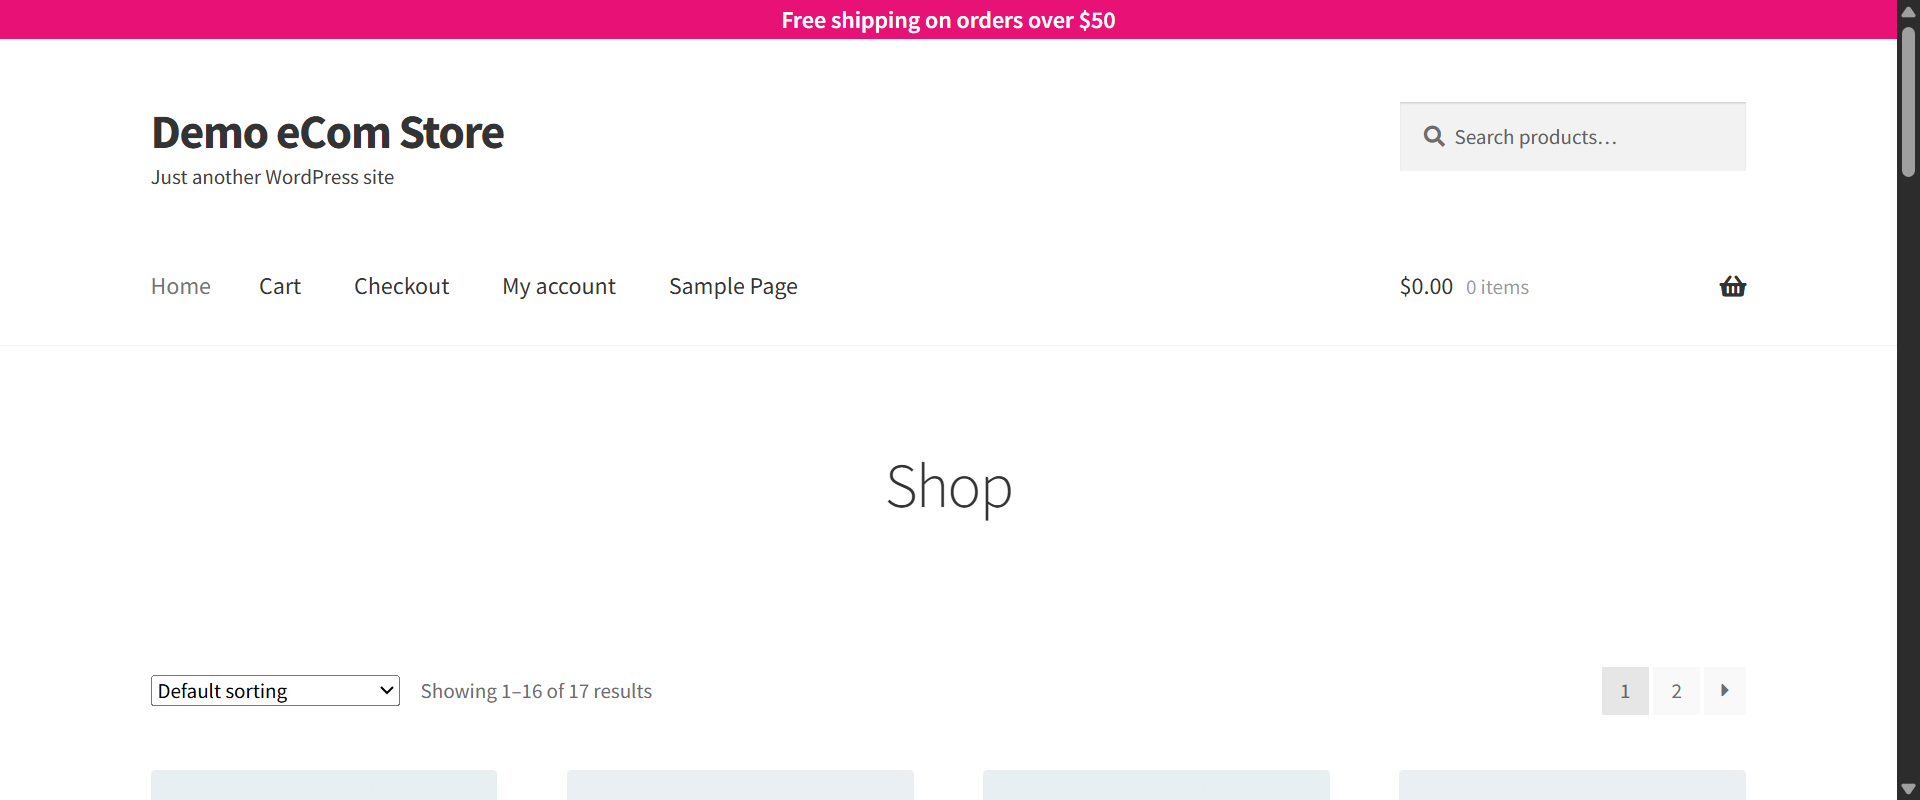 Free shipping on orders over $50
Demo eCom Store
Just another WordPress site
Search products…
Home Cart Checkout My account Sample Page $0.00 0 items
Shop
Default sorting Showing 1–16 of 17 results 1 2